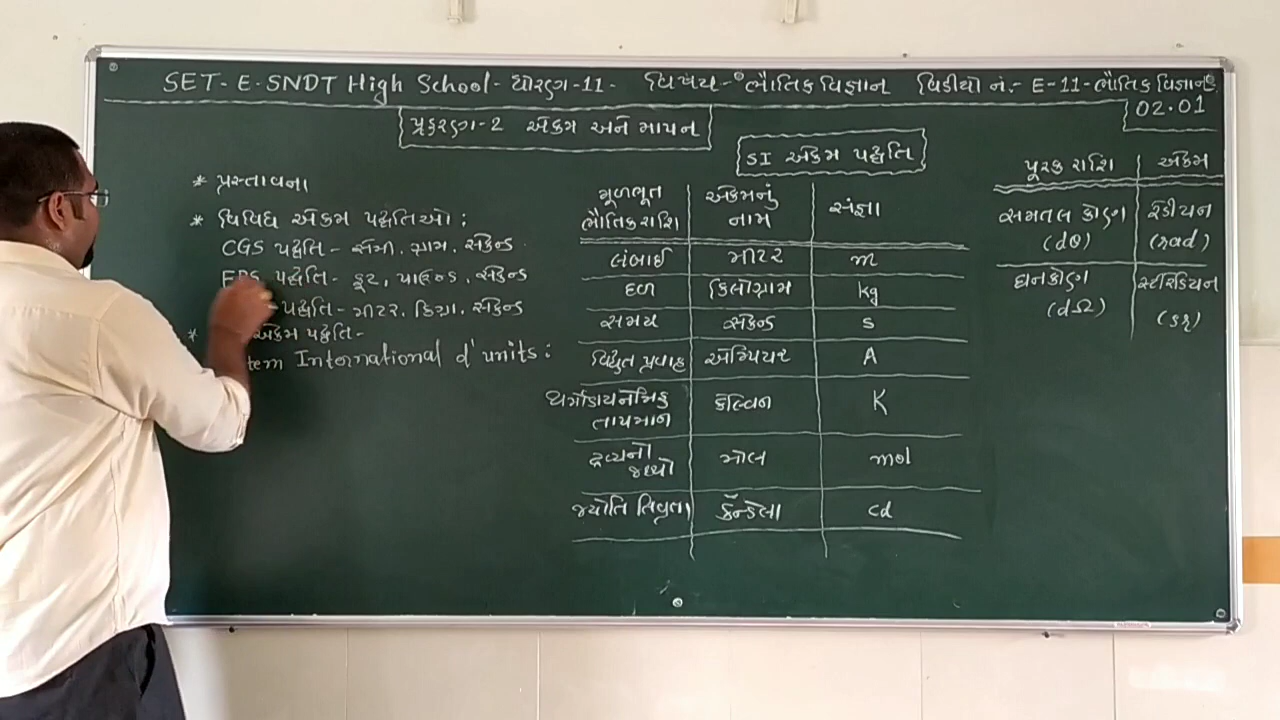 SET-E-SNDT High School - ધોરણ-11 - વિષય - ભૌતિકવિજ્ઞાન વિડીયો નં.- E-11-ભૌતિકવિજ્ઞાન
02.01
પ્રકરણ-2 એકમ અને માપન
SI એકમ પદ્ધતિ
* પ્રસ્તાવના
* વિવિધ એકમ પદ્ધતિઓ:
CGS પદ્ધતિ - સેમી. ગ્રામ. સેકન્ડ
FPS પદ્ધતિ - ફૂટ, પાઉન્ડ, સેકન્ડ
પદ્ધતિ - મીટર. કિગ્રા. સેકન્ડ
* એકમ પદ્ધતિ-
tem International d' units:
મૂળભૂત ભૌતિકરાશિ | એકમનું નામ | સંજ્ઞા
લંબાઈ | મીટર | m
દળ | કિલોગ્રામ | kg
સમય | સેકન્ડ | s
વિદ્યુત પ્રવાહ | એમ્પિયર | A
થર્મોડાયનેમિક તાપમાન | કેલ્વિન | K
દ્રવ્યનો જથ્થો | મોલ | mol
જ્યોતિ તિવ્રતા | કેન્ડેલા | cd
પૂરક રાશિ | એકમ
સમતલ કોણ (dθ) | રેડીયન (rad)
ઘનકોણ (dΩ) | સ્ટીરેડિયન